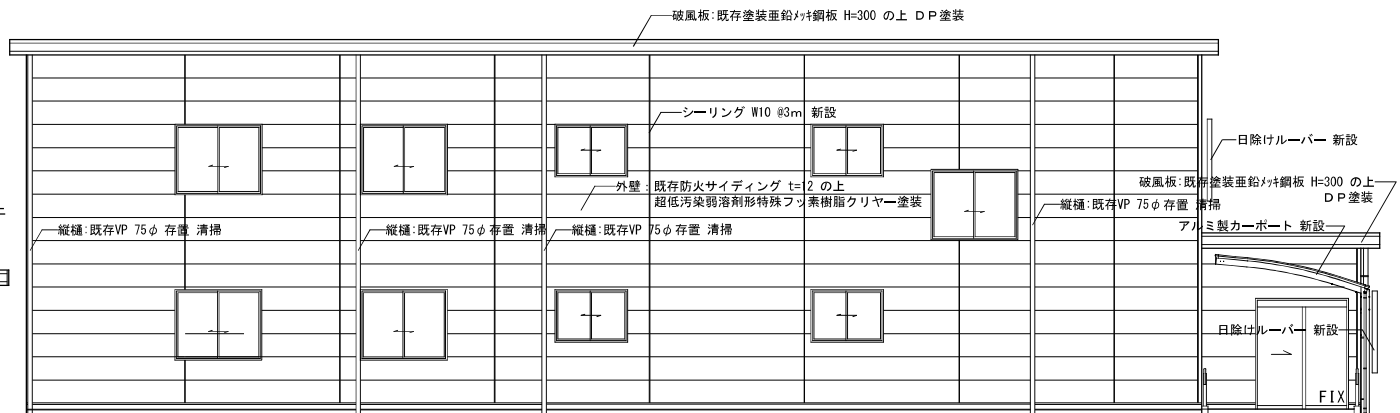 破風板:既存塗装亜鉛メッキ鋼板 H=300 の上 ＤＰ塗装
シーリング W10 @3ｍ 新設
日除けルーバー 新設
外壁：既存防火サイディング t=12 の上
超低汚染弱溶剤形特殊フッ素樹脂クリヤー塗装
破風板:既存塗装亜鉛メッキ鋼板 H=300 の上
ＤＰ塗装
縦樋:既存VP 75φ 存置 清掃
アルミ製カーポート 新設
縦樋:既存VP 75φ 存置 清掃
縦樋:既存VP 75φ 存置 清掃
縦樋:既存VP 75φ 存置 清掃
日除けルーバー 新設
ＦＩＸ